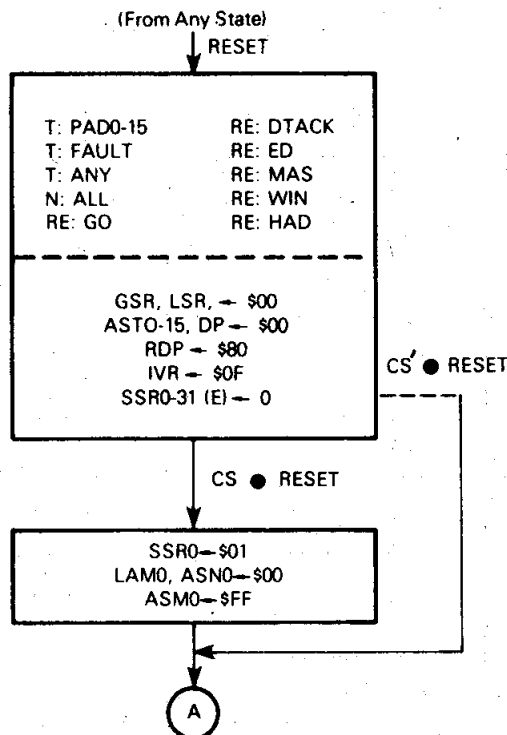 (From Any State)
RESET
T: PAD0-15 RE: DTACK
T: FAULT RE: ED
T: ANY RE: MAS
N: ALL RE: WIN
RE: GO RE: HAD
GSR, LSR, ← $00
ASTO-15, DP ← $00
RDP ← $80
IVR ← $0F
SSR0-31 (E) ← 0
CS' ● RESET
CS ● RESET
SSR0←$01
LAM0, ASN0←$00
ASM0←$FF
A